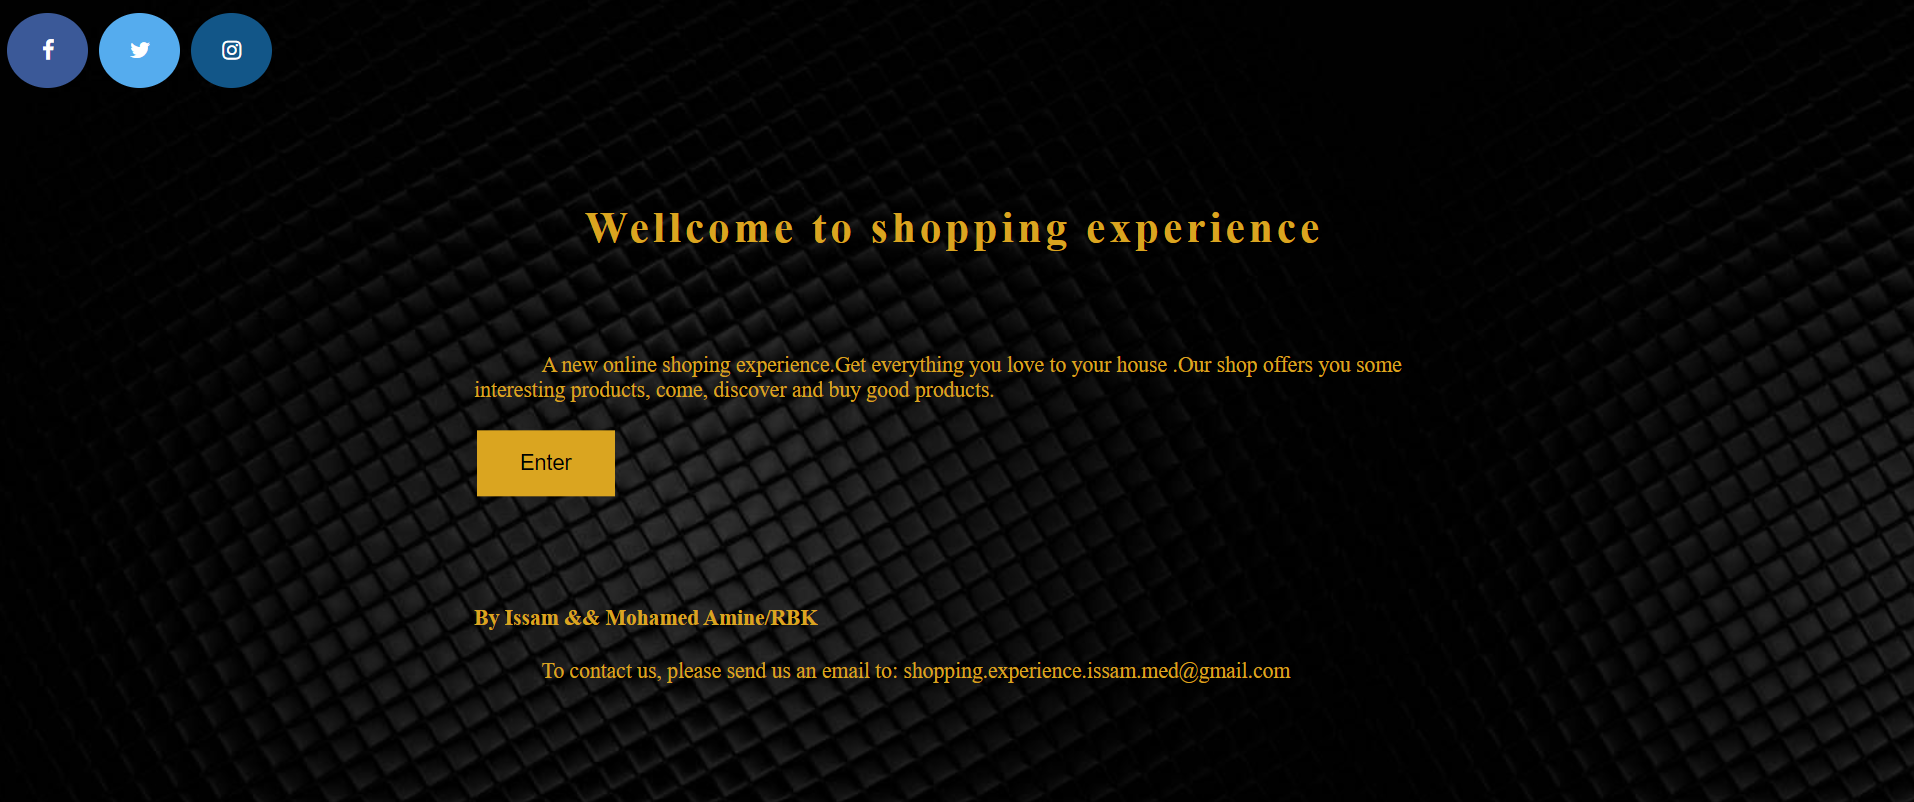 Wellcome to shopping experience
A new online shoping experience.Get everything you love to your house .Our shop offers you some
interesting products, come, discover and buy good products.
Enter
By Issam && Mohamed Amine/RBK
To contact us, please send us an email to: shopping.experience.issam.med@gmail.com